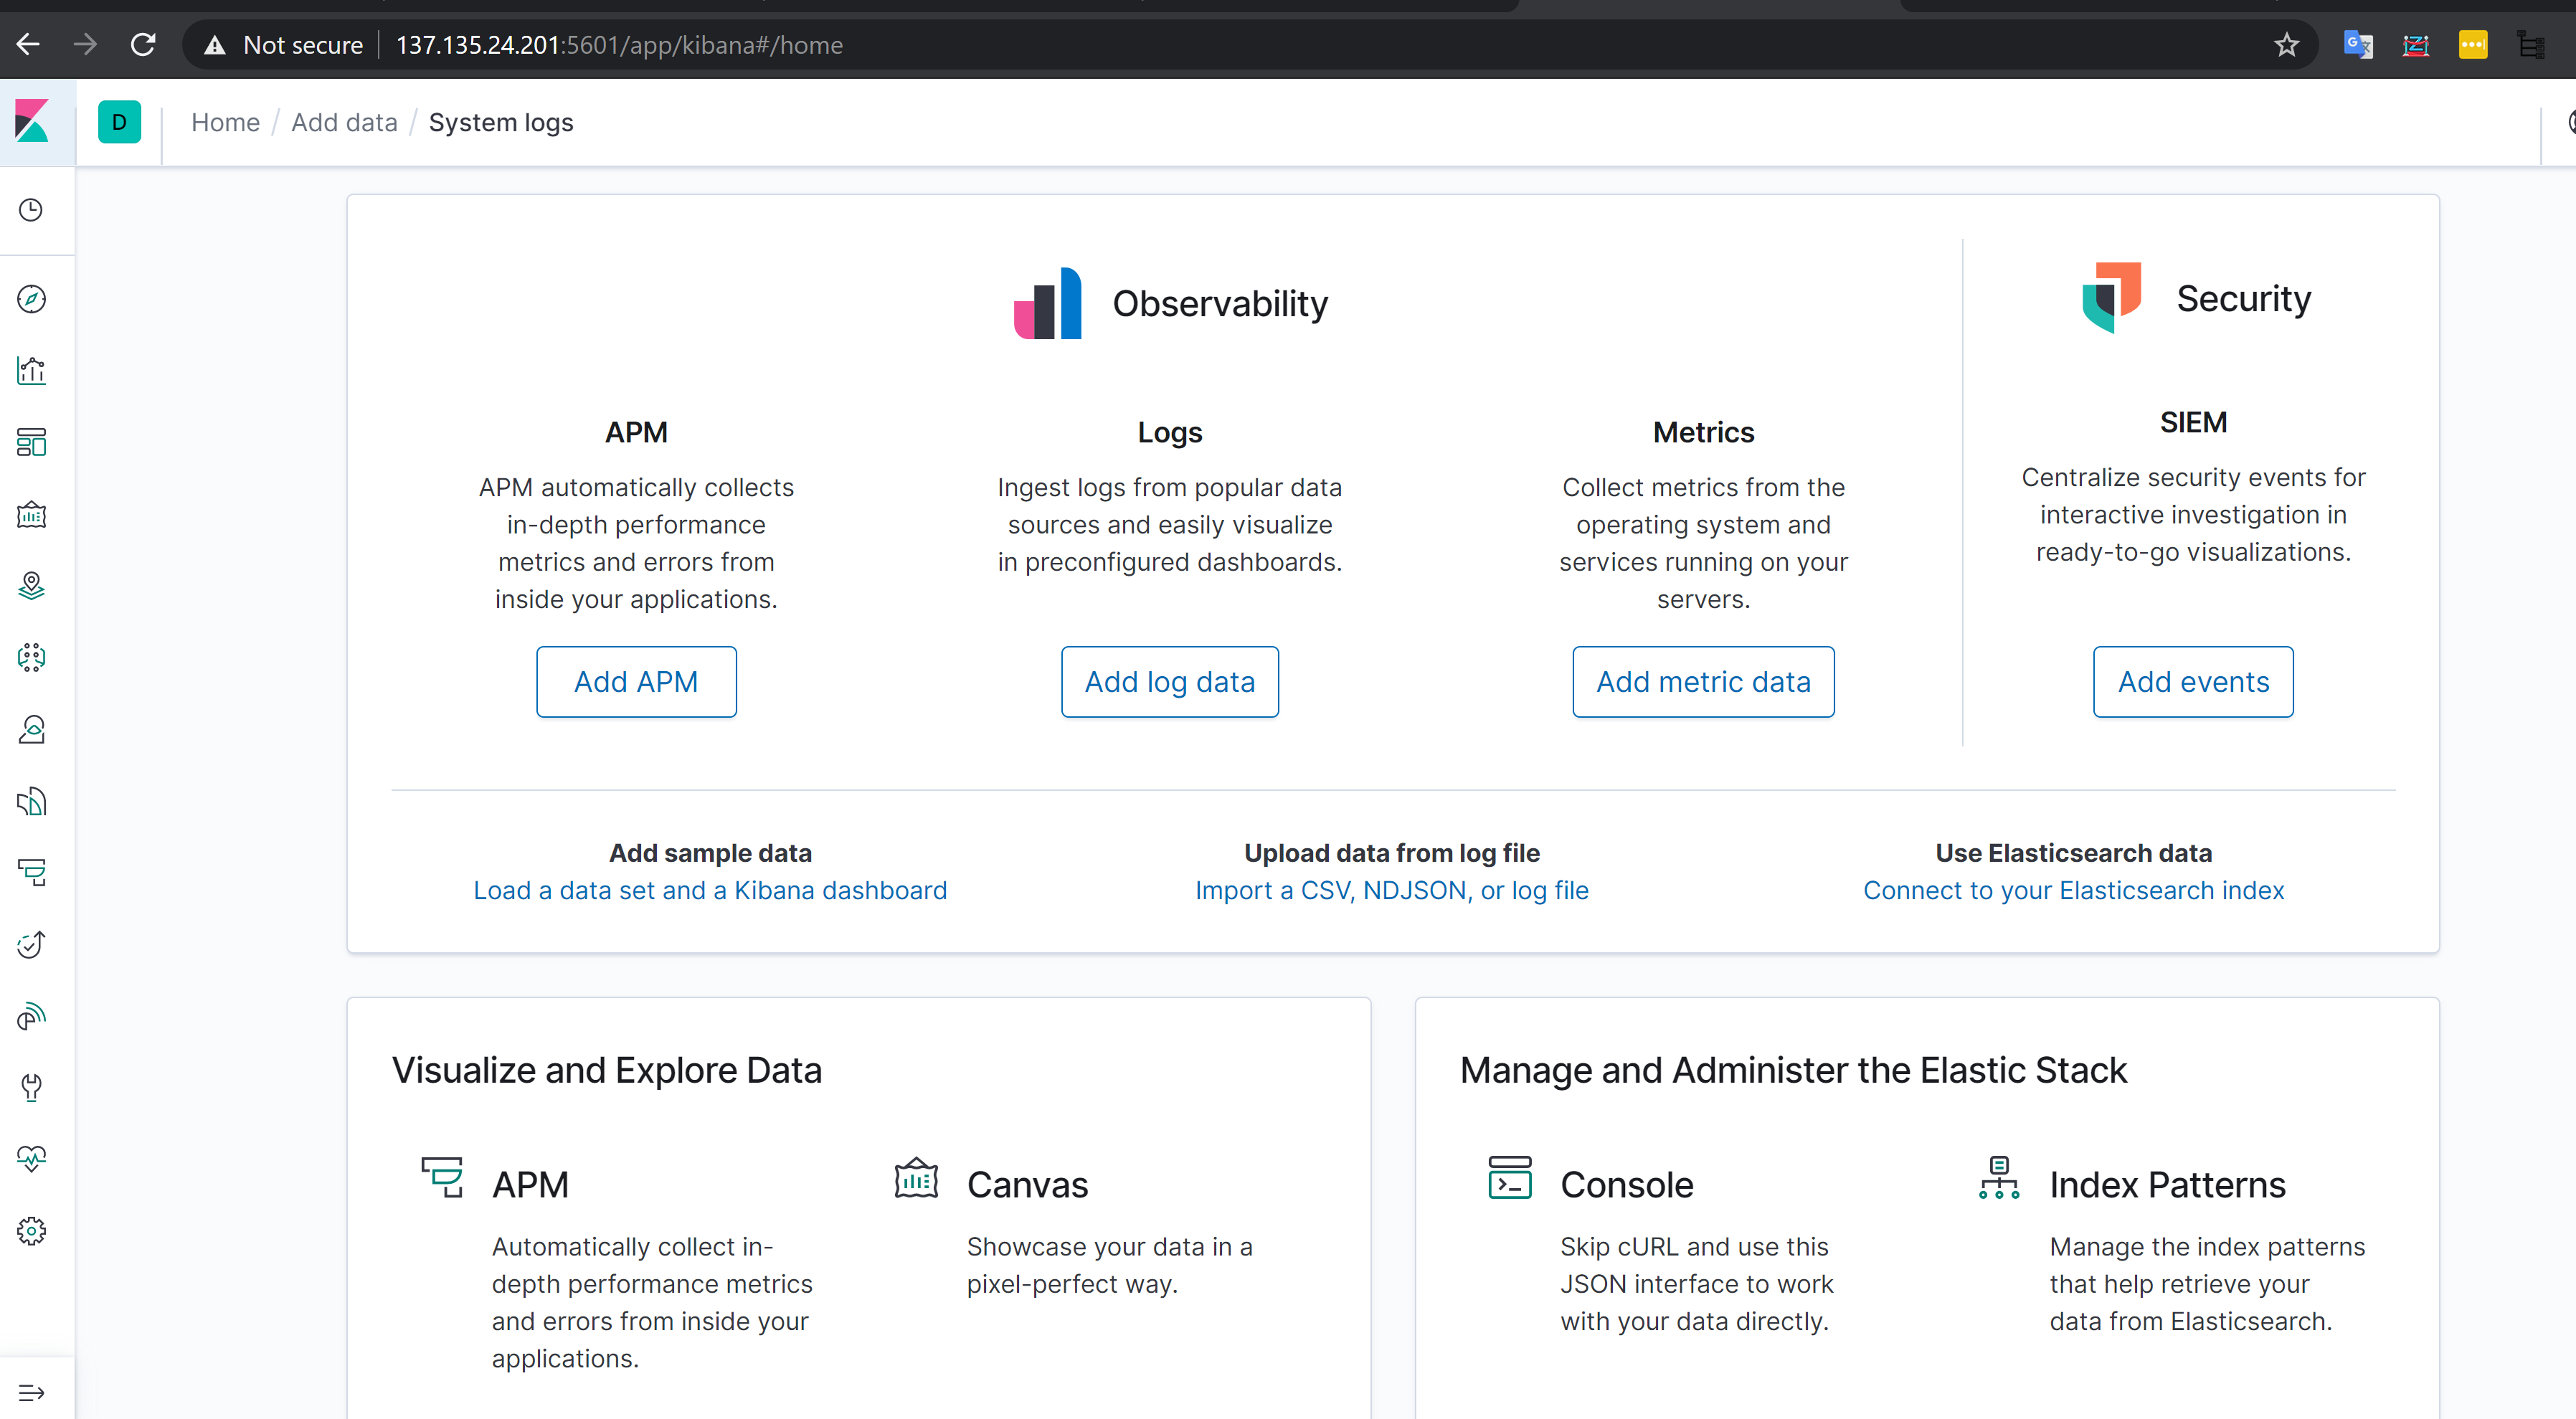 Not secure 137.135.24.201:5601/app/kibana#/home
D Home / Add data / System logs
Observability
Security
APM
APM automatically collects
in-depth performance
metrics and errors from
inside your applications.
Add APM
Logs
Ingest logs from popular data
sources and easily visualize
in preconfigured dashboards.
Add log data
Metrics
Collect metrics from the
operating system and
services running on your
servers.
Add metric data
SIEM
Centralize security events for
interactive investigation in
ready-to-go visualizations.
Add events
Add sample data
Load a data set and a Kibana dashboard
Upload data from log file
Import a CSV, NDJSON, or log file
Use Elasticsearch data
Connect to your Elasticsearch index
Visualize and Explore Data
APM
Automatically collect in-
depth performance metrics
and errors from inside your
applications.
Canvas
Showcase your data in a
pixel-perfect way.
Manage and Administer the Elastic Stack
Console
Skip cURL and use this
JSON interface to work
with your data directly.
Index Patterns
Manage the index patterns
that help retrieve your
data from Elasticsearch.